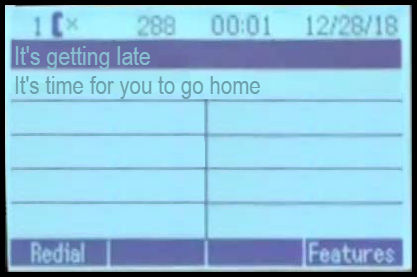 1 × 288 00:01 12/28/18
It's getting late
It's time for you to go home
Redial Features